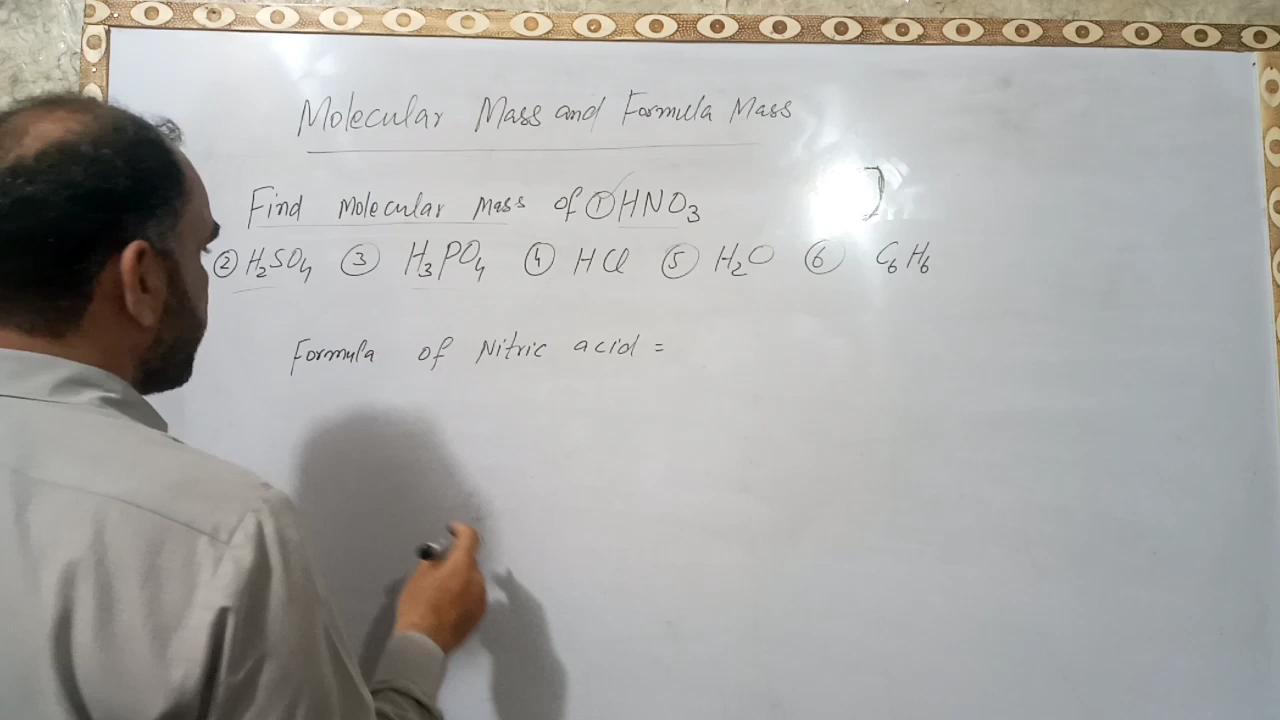 Molecular Mass and Formula Mass
Find Molecular Mass of ① HNO₃
② H₂SO₄ ③ H₃PO₄ ④ HCl ⑤ H₂O ⑥ C₆H₆
Formula of Nitric acid =